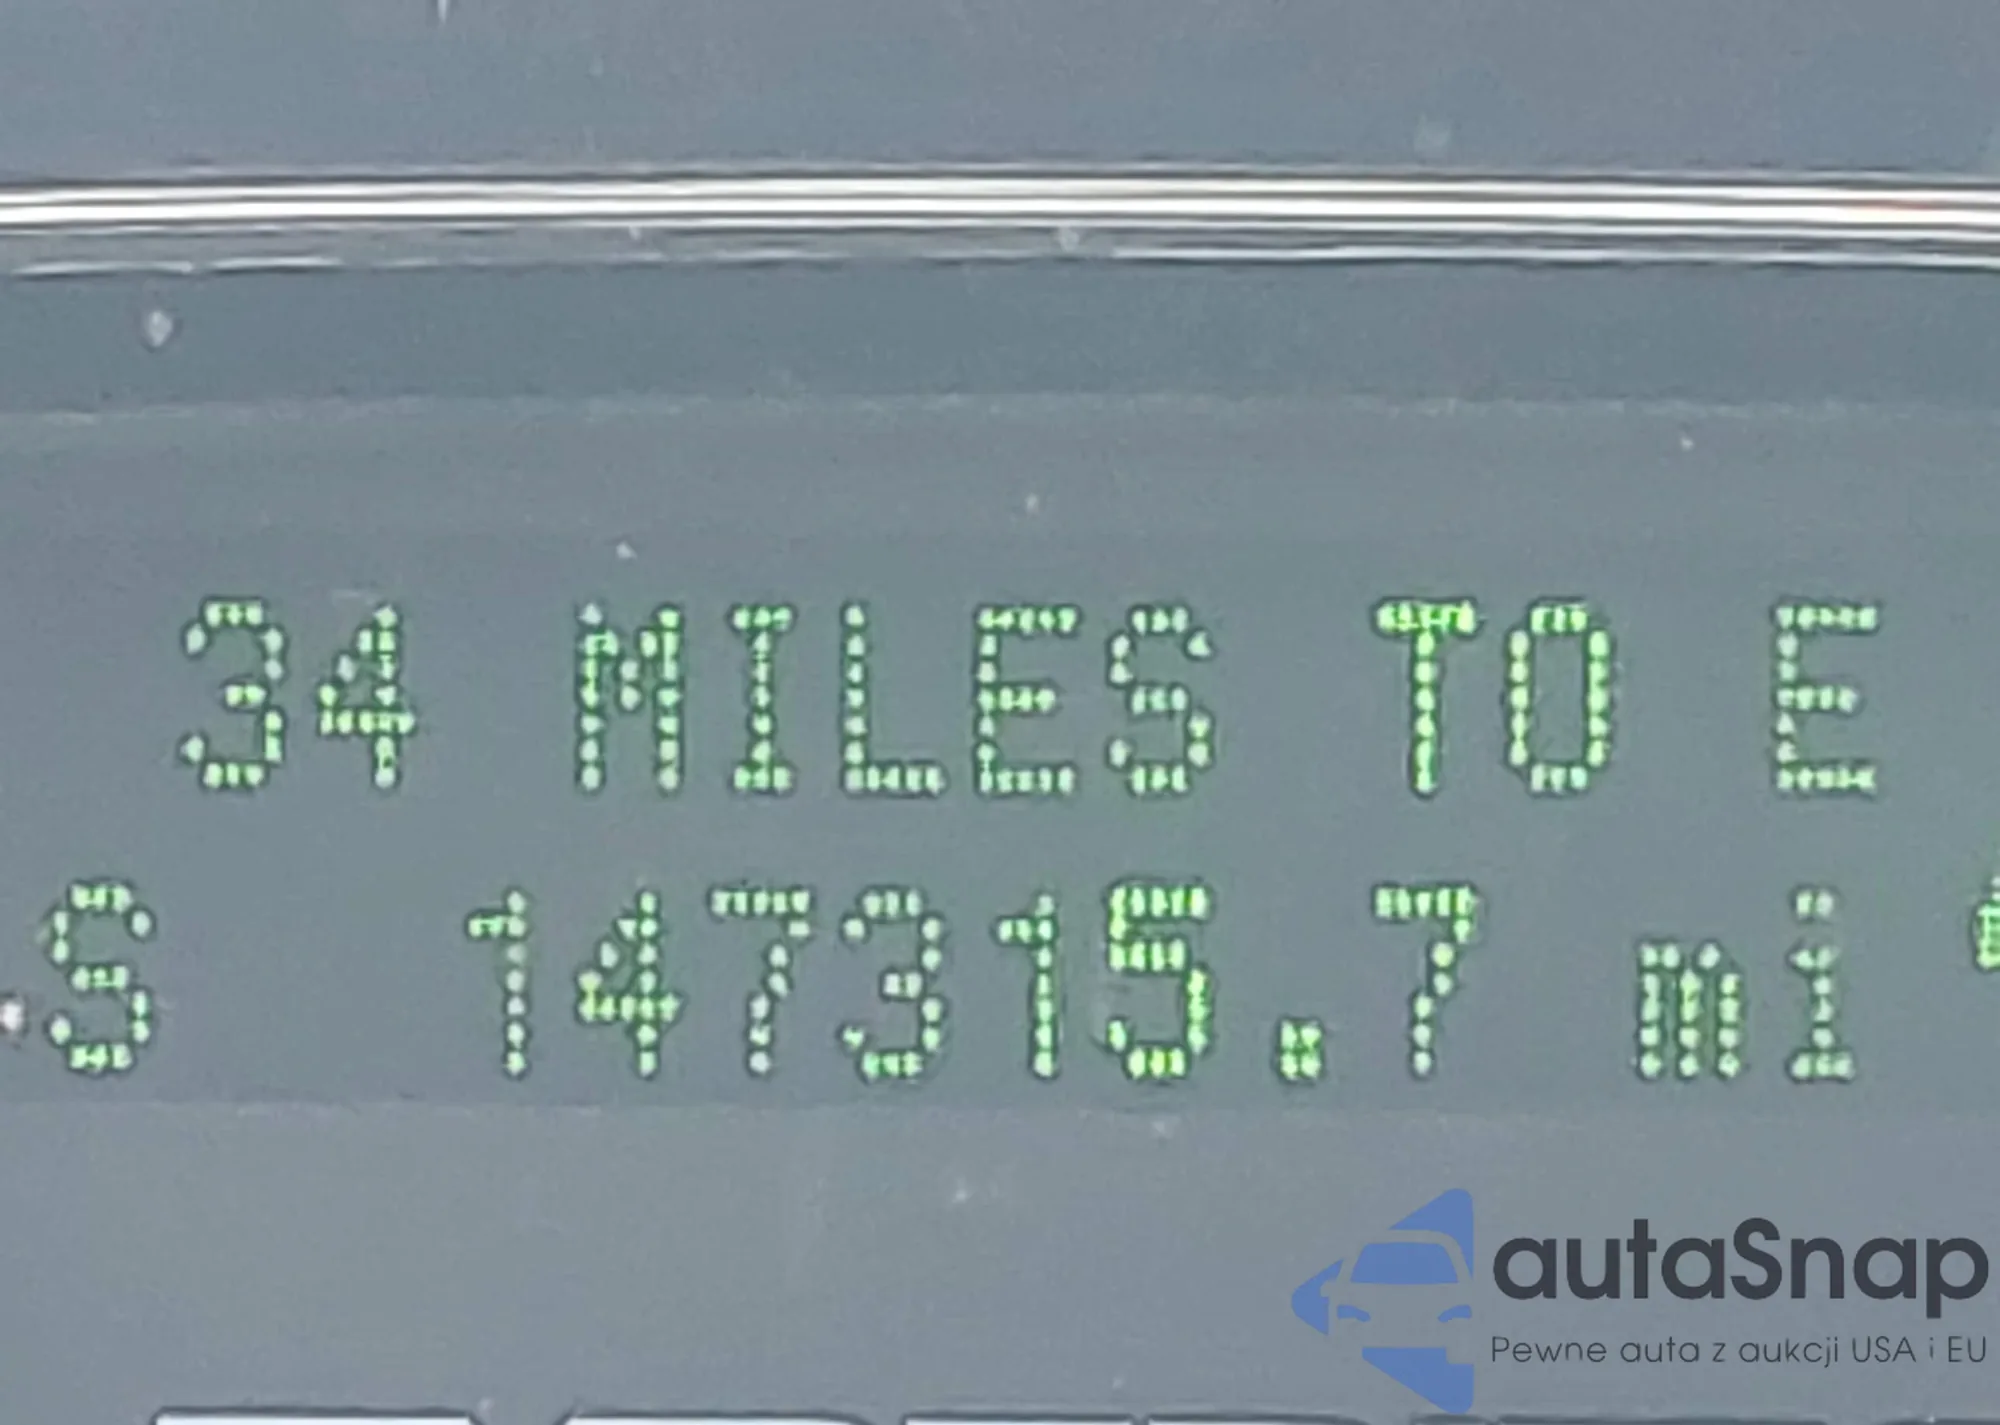 34 MILES TO E
S 147315.7 mi
autaSnap
Pewne auta z aukcji USA i EU